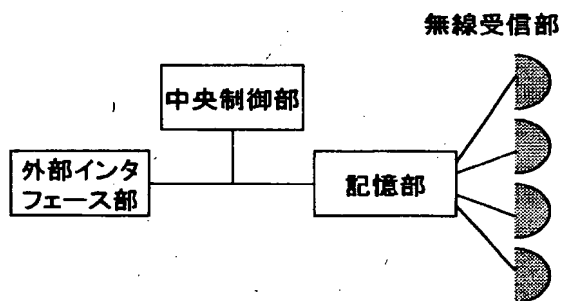 無線受信部
中央制御部
外部インタ
フェース部
記憶部